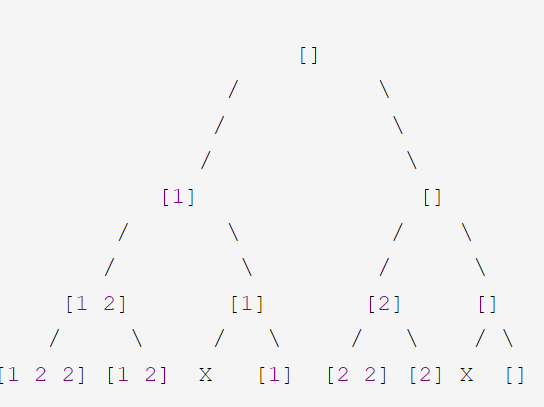 []
/ \
/ \
/ \
[1] []
/ \ / \
/ \ / \
[1 2] [1] [2] []
/ \ / \ / \ / \
[1 2 2] [1 2] X [1] [2 2] [2] X []